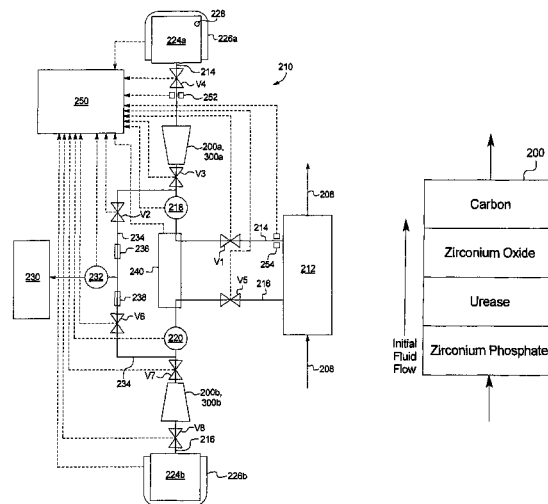 228
224a
226a
214
V4
210
250
252
200a,
300a
V3
208
218
V2
234
236
214
240
V1
254
212
230
232
238
V5
216
V6
220
208
234
V7
200b,
300b
V8
216
224b
226b
200
Carbon
Zirconium Oxide
Urease
Zirconium Phosphate
Initial
Fluid
Flow